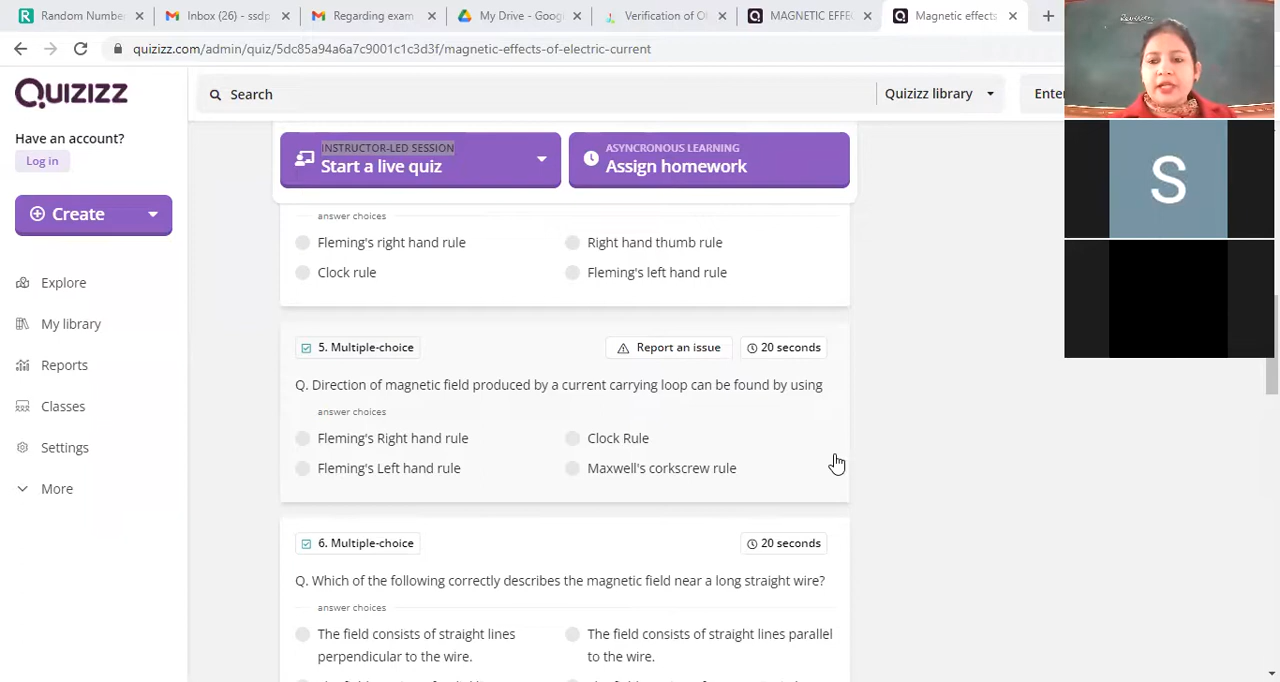 Random Numbe
Inbox (26) - ssdp
Regarding exam
My Drive - Goog
Verification of O
MAGNETIC EFFE
Magnetic effects
quizizz.com/admin/quiz/5dc85a94a6a7c9001c1c3d3f/magnetic-effects-of-electric-current
Revision
Quizizz
Search
Quizizz library
Enter
Have an account?
Log in
INSTRUCTOR-LED SESSION
Start a live quiz
ASYNCRONOUS LEARNING
Assign homework
Create
answer choices
Fleming's right hand rule
Right hand thumb rule
Clock rule
Fleming's left hand rule
Explore
My library
Reports
Classes
Settings
More
5. Multiple-choice
Report an issue
20 seconds
Q. Direction of magnetic field produced by a current carrying loop can be found by using
answer choices
Fleming's Right hand rule
Clock Rule
Fleming's Left hand rule
Maxwell's corkscrew rule
S
6. Multiple-choice
20 seconds
Q. Which of the following correctly describes the magnetic field near a long straight wire?
answer choices
The field consists of straight lines
perpendicular to the wire.
The field consists of straight lines parallel
to the wire.